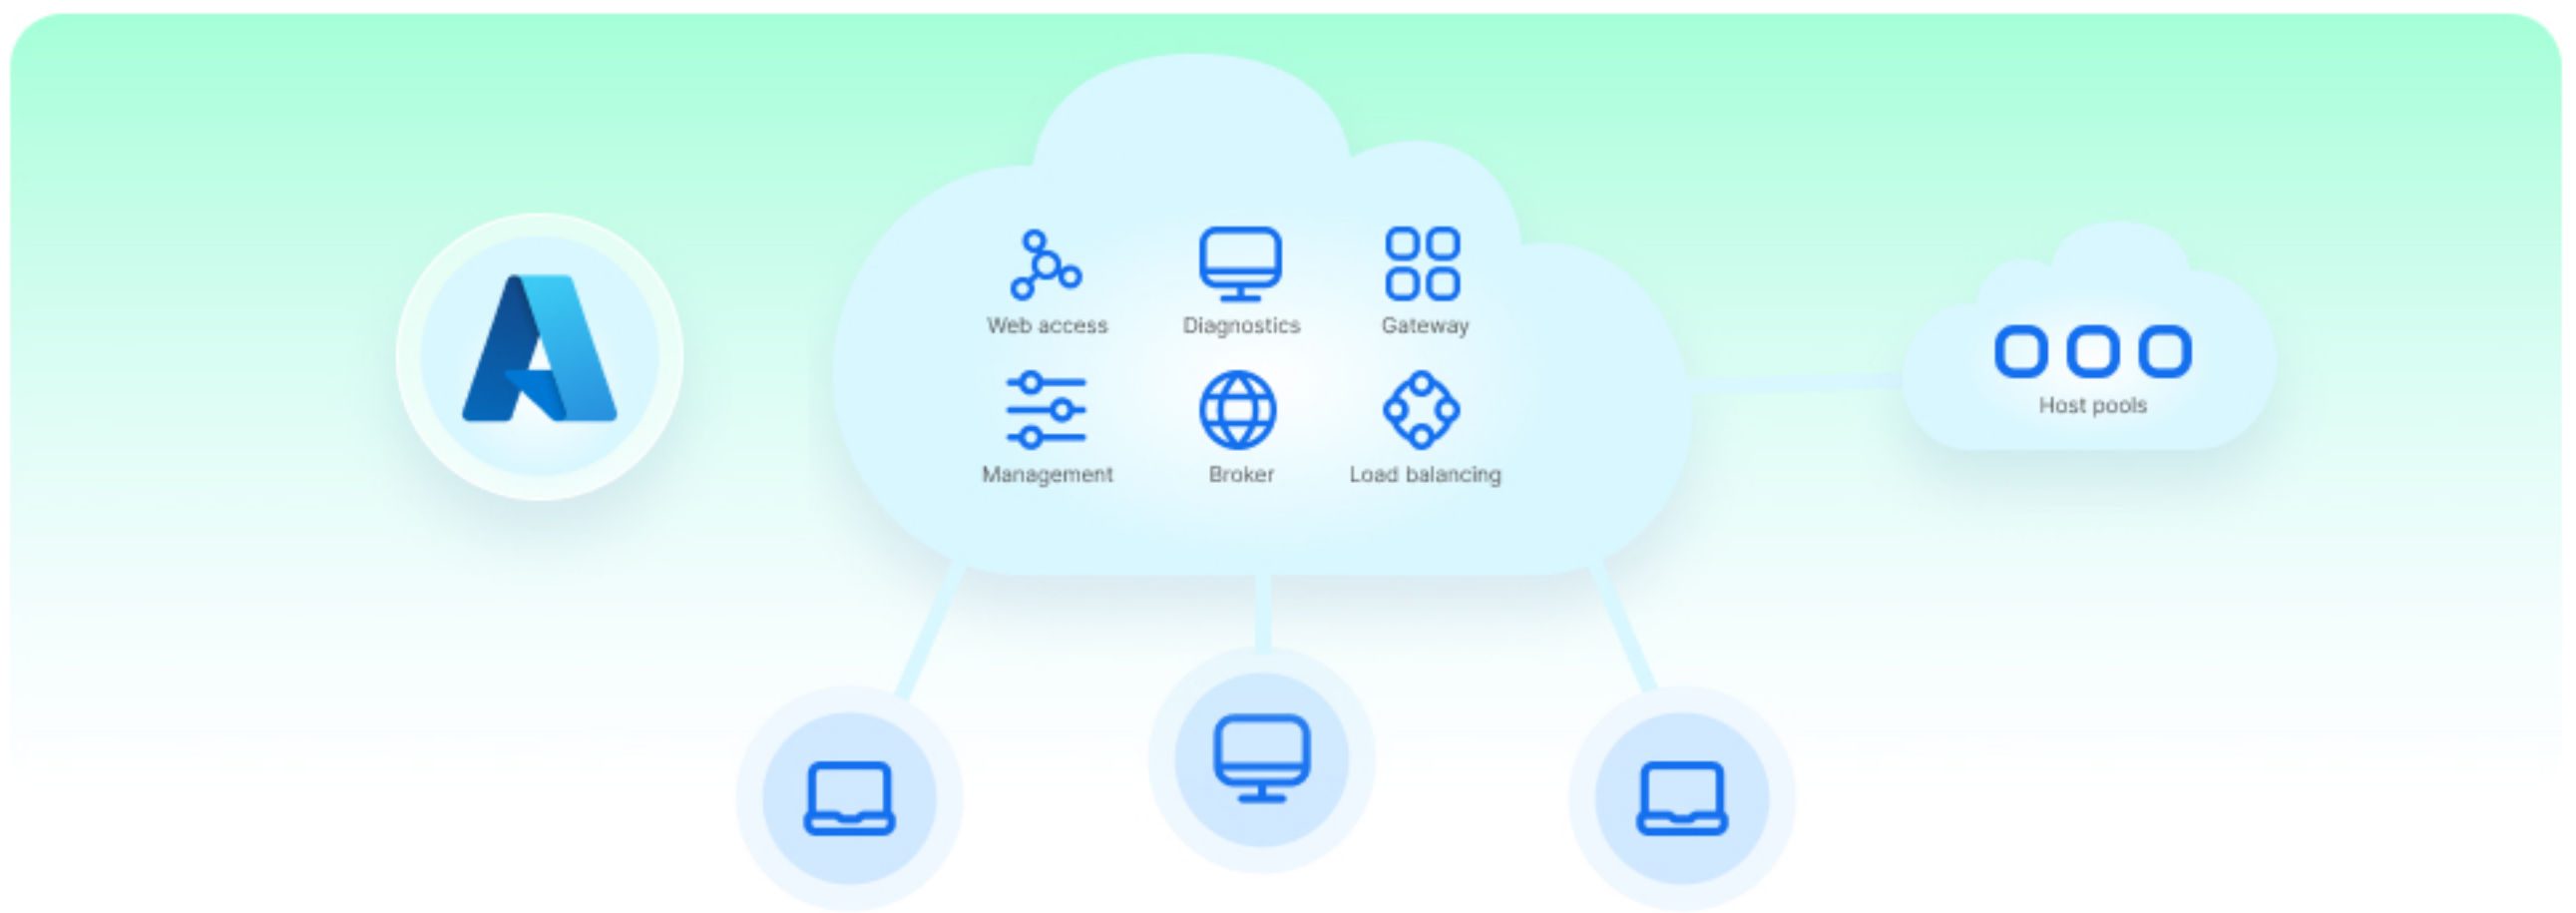 Web access
Diagnostics
Gateway
Management
Broker
Load balancing
Host pools